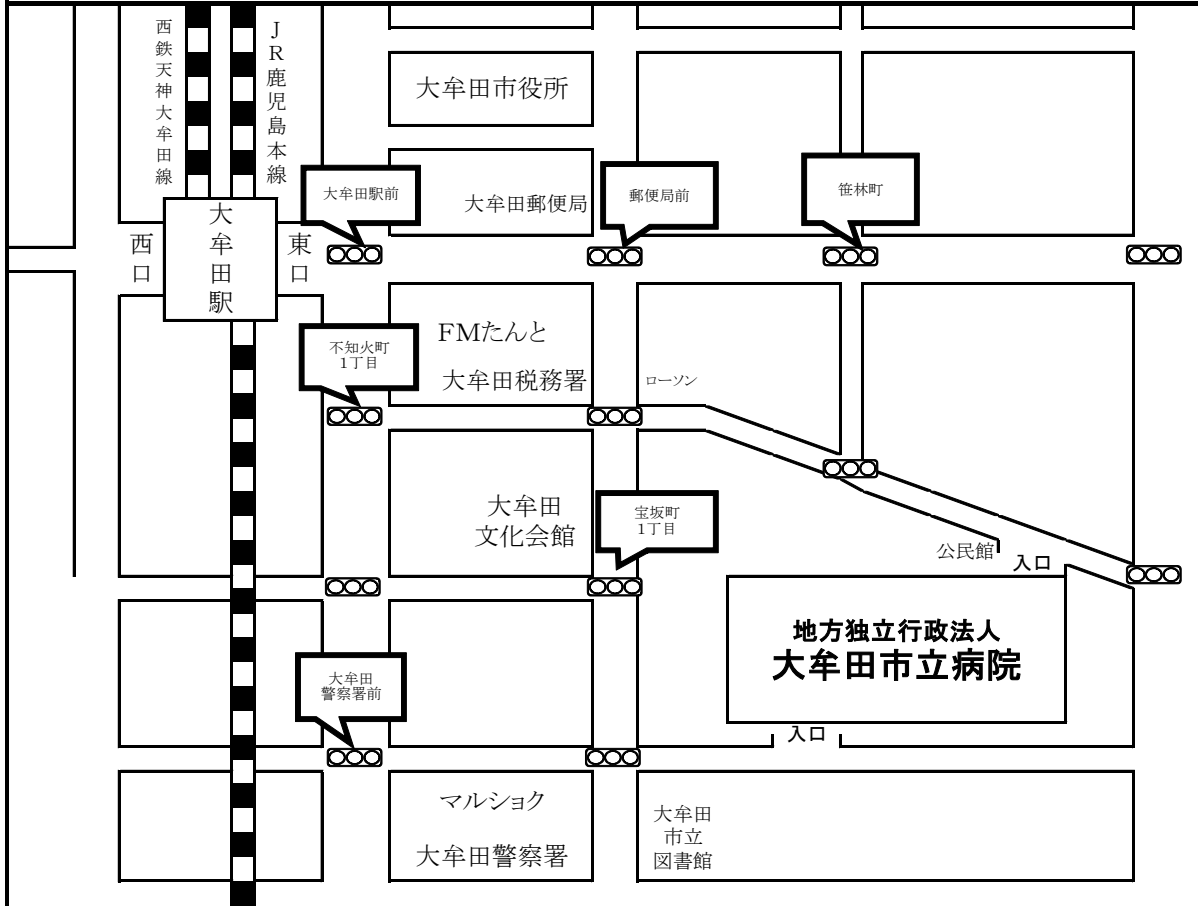 西鉄天神大牟田線
JR鹿児島本線
大牟田市役所
大牟田駅前
大牟田郵便局
郵便局前
笹林町
西口
大牟田駅
東口
不知火町
1丁目
FMたんと
大牟田税務署
ローソン
大牟田
文化会館
宝坂町
1丁目
公民館
入口
地方独立行政法人
大牟田市立病院
大牟田
警察署前
入口
マルショク
大牟田警察署
大牟田
市立
図書館